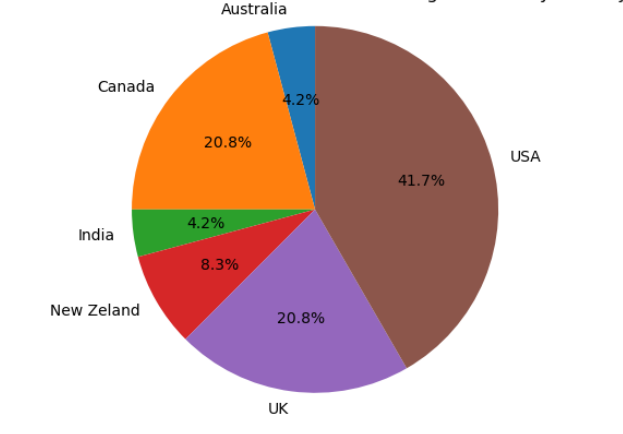 Australia
4.2%
Canada
20.8%
USA
41.7%
India
4.2%
8.3%
New Zeland
20.8%
UK